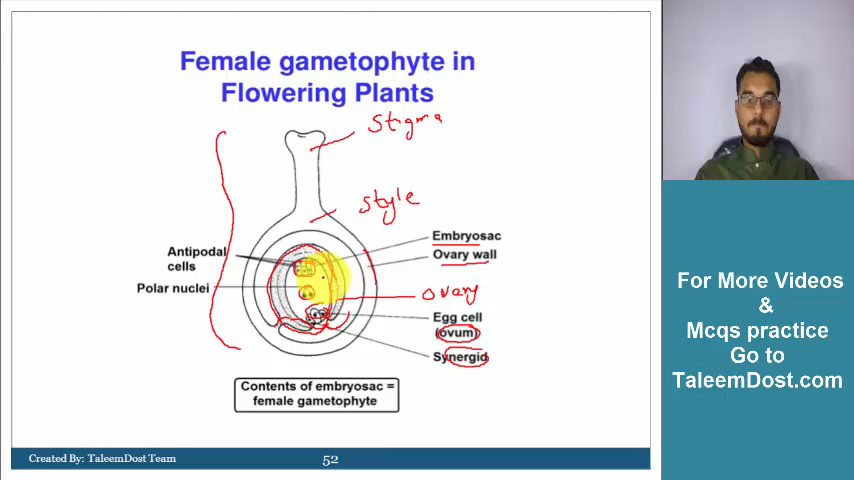 Female gametophyte in
Flowering Plants
Stigma
Style
Embryosac
Ovary wall
Antipodal
cells
Polar nuclei
Ovary
Egg cell
(ovum)
Synergid
Contents of embryosac =
female gametophyte
Created By: TaleemDost Team
52
For More Videos
&
Mcqs practice
Go to
TaleemDost.com